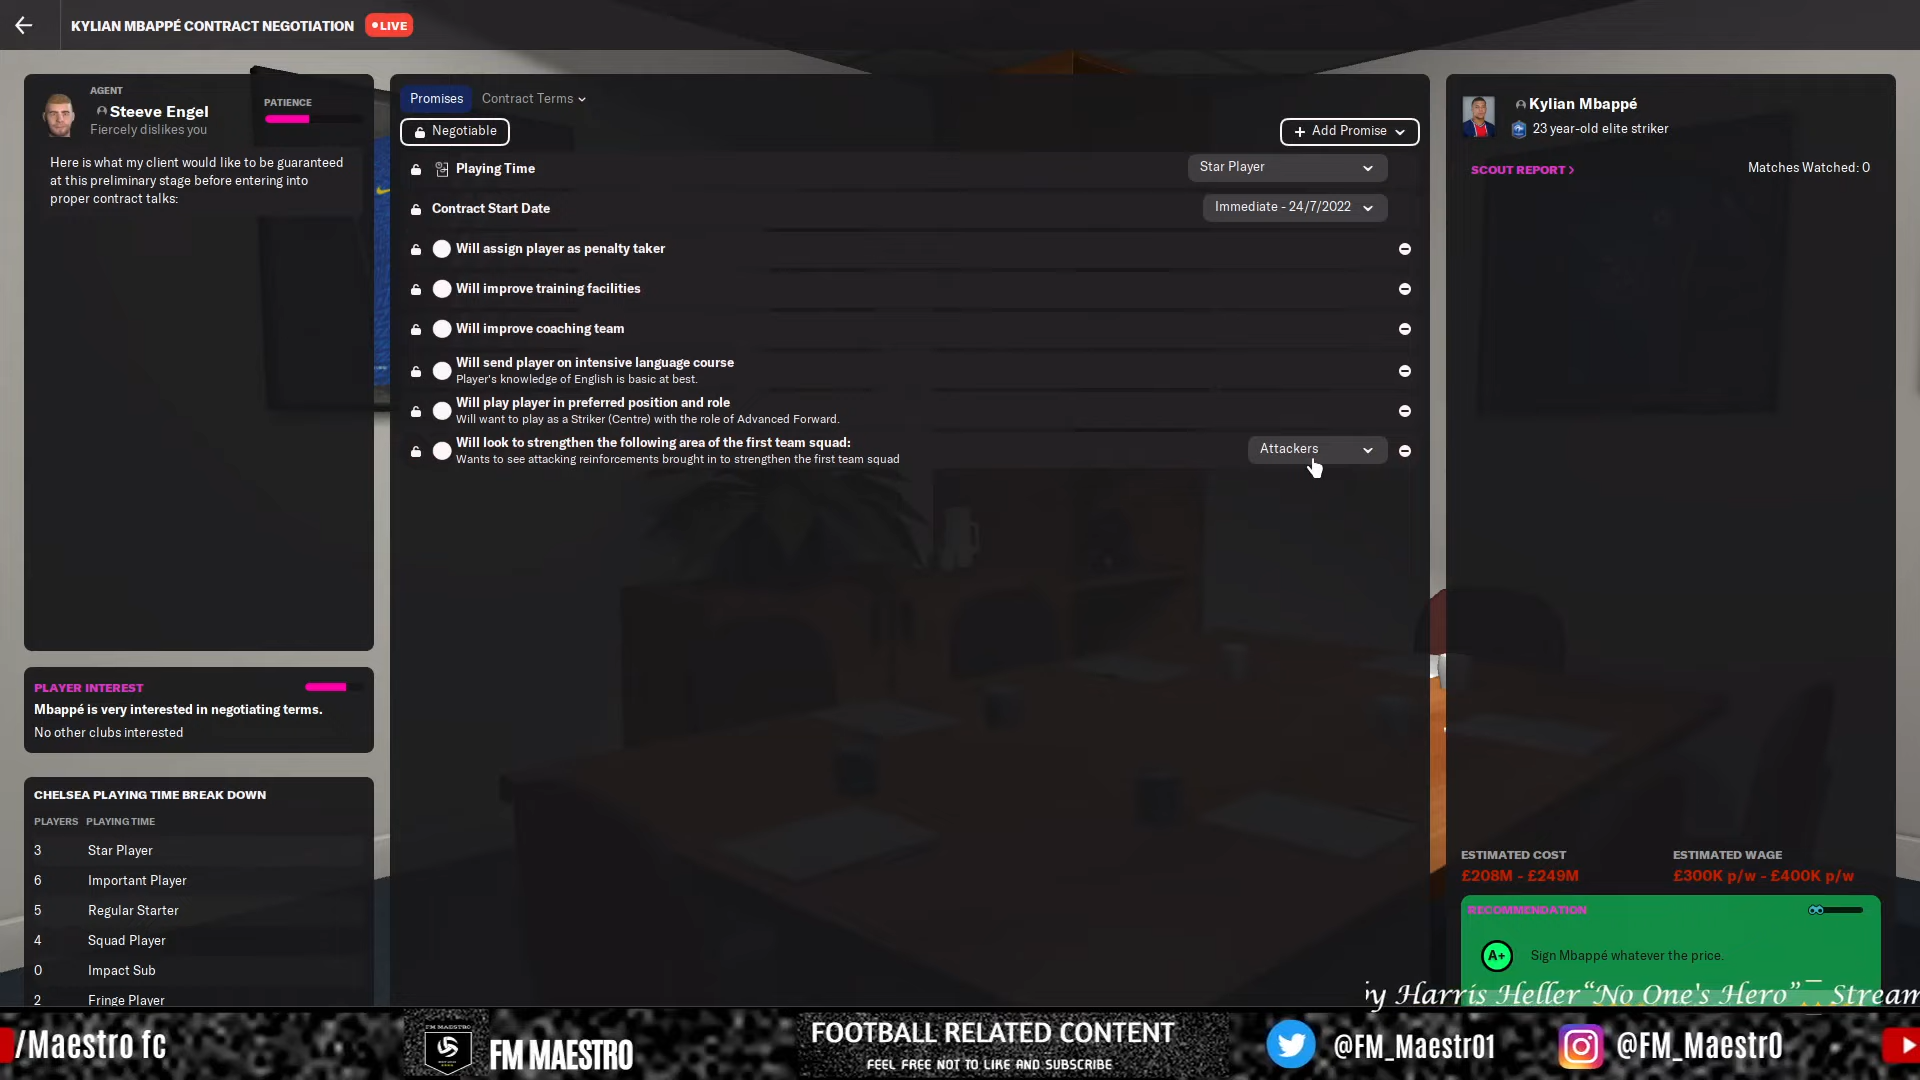 KYLIAN MBAPPÉ CONTRACT NEGOTIATION
LIVE
AGENT
Steeve Engel
Fiercely dislikes you
PATIENCE
Here is what my client would like to be guaranteed
at this preliminary stage before entering into
proper contract talks:
PLAYER INTEREST
Mbappé is very interested in negotiating terms.
No other clubs interested
CHELSEA PLAYING TIME BREAK DOWN
PLAYERS PLAYING TIME
3 Star Player
6 Important Player
5 Regular Starter
4 Squad Player
0 Impact Sub
2 Fringe Player
Promises Contract Terms
Negotiable
Add Promise
Playing Time Star Player
Contract Start Date Immediate - 24/7/2022
Will assign player as penalty taker
Will improve training facilities
Will improve coaching team
Will send player on intensive language course
Player's knowledge of English is basic at best.
Will play player in preferred position and role
Will want to play as a Striker (Centre) with the role of Advanced Forward.
Will look to strengthen the following area of the first team squad: Attackers
Wants to see attacking reinforcements brought in to strengthen the first team squad
Kylian Mbappé
23 year-old elite striker
SCOUT REPORT > Matches Watched: 0
ESTIMATED COST ESTIMATED WAGE
£208M - £249M £300K p/w - £400K p/w
RECOMMENDATION
A+ Sign Mbappé whatever the price.
by Harris Heller "No One's Hero" – Stream
/Maestro fc
FM MAESTRO
FM MAESTRO
FOOTBALL RELATED CONTENT
FEEL FREE NOT TO LIKE AND SUBSCRIBE
@FM_Maestr01
@FM_Maestr0